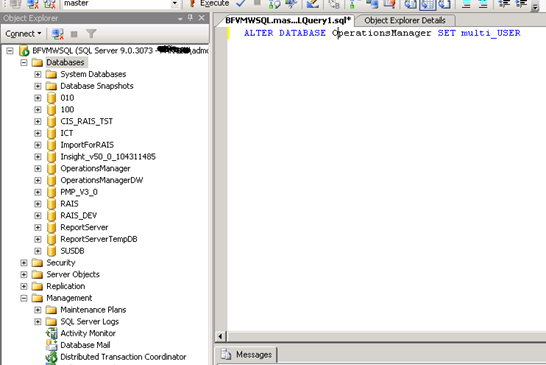 master
Execute
Object Explorer
BFVMWSQL.mas...LQuery1.sql*
Object Explorer Details
Connect
ALTER DATABASE OperationsManager SET multi_USER
BFVMWSQL (SQL Server 9.0.3073 -
Databases
System Databases
Database Snapshots
010
100
CIS_RAIS_TST
ICT
ImportForRAIS
Insight_v50_0_104311485
OperationsManager
OperationsManagerDW
PMP_V3_0
RAIS
RAIS_DEV
ReportServer
ReportServerTempDB
SUSDB
Security
Server Objects
Replication
Management
Maintenance Plans
SQL Server Logs
Activity Monitor
Database Mail
Distributed Transaction Coordinator
Messages